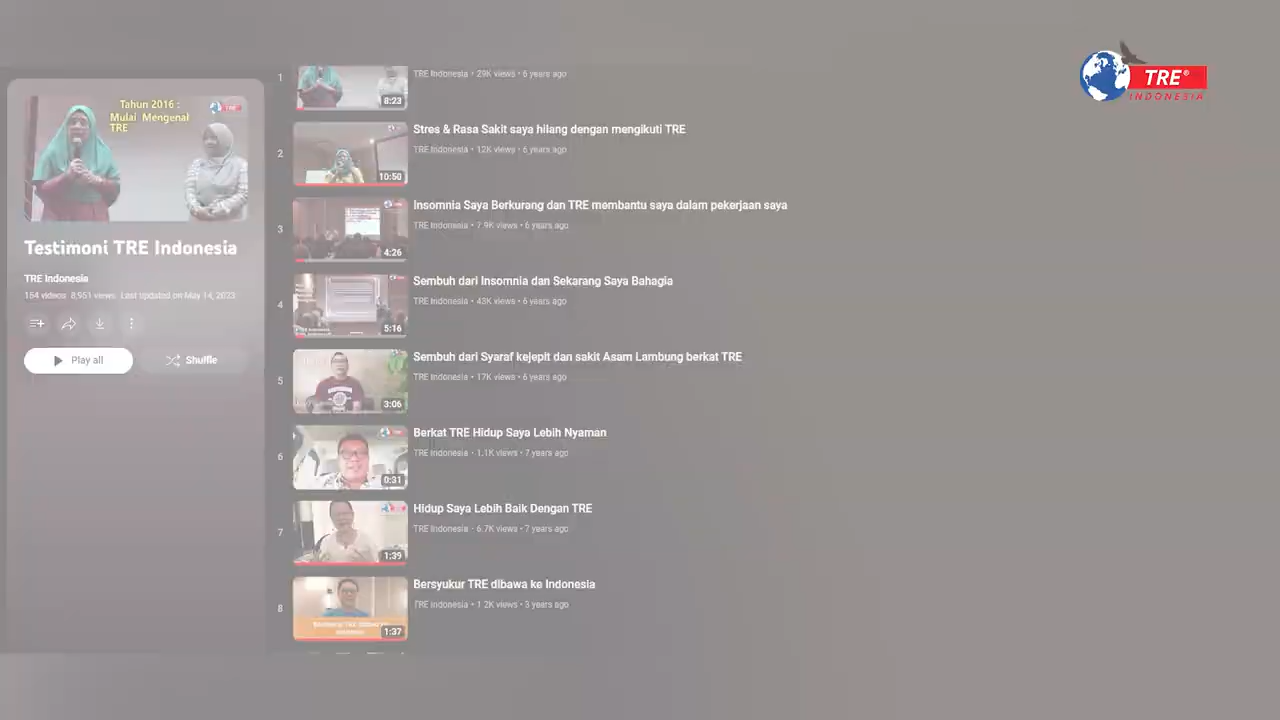 TRE®
INDONESIA
Tahun 2016 :
Mulai Mengenal
TRE
TRE
Testimoni TRE Indonesia
TRE Indonesia
154 videos 8,951 views Last updated on May 14, 2023
Play all
Shuffle
1
8:23
TRE Indonesia • 29K views • 6 years ago
2
10:50
Stres & Rasa Sakit saya hilang dengan mengikuti TRE
TRE Indonesia • 12K views • 6 years ago
3
4:26
Insomnia Saya Berkurang dan TRE membantu saya dalam pekerjaan saya
TRE Indonesia • 7.9K views • 6 years ago
4
5:16
Sembuh dari Insomnia dan Sekarang Saya Bahagia
TRE Indonesia • 43K views • 6 years ago
5
3:06
Sembuh dari Syaraf kejepit dan sakit Asam Lambung berkat TRE
TRE Indonesia • 17K views • 6 years ago
6
0:31
Berkat TRE Hidup Saya Lebih Nyaman
TRE Indonesia • 1.1K views • 7 years ago
7
1:39
Hidup Saya Lebih Baik Dengan TRE
TRE Indonesia • 6.7K views • 7 years ago
8
1:37
Bersyukur TRE dibawa ke Indonesia
TRE Indonesia • 1.2K views • 3 years ago